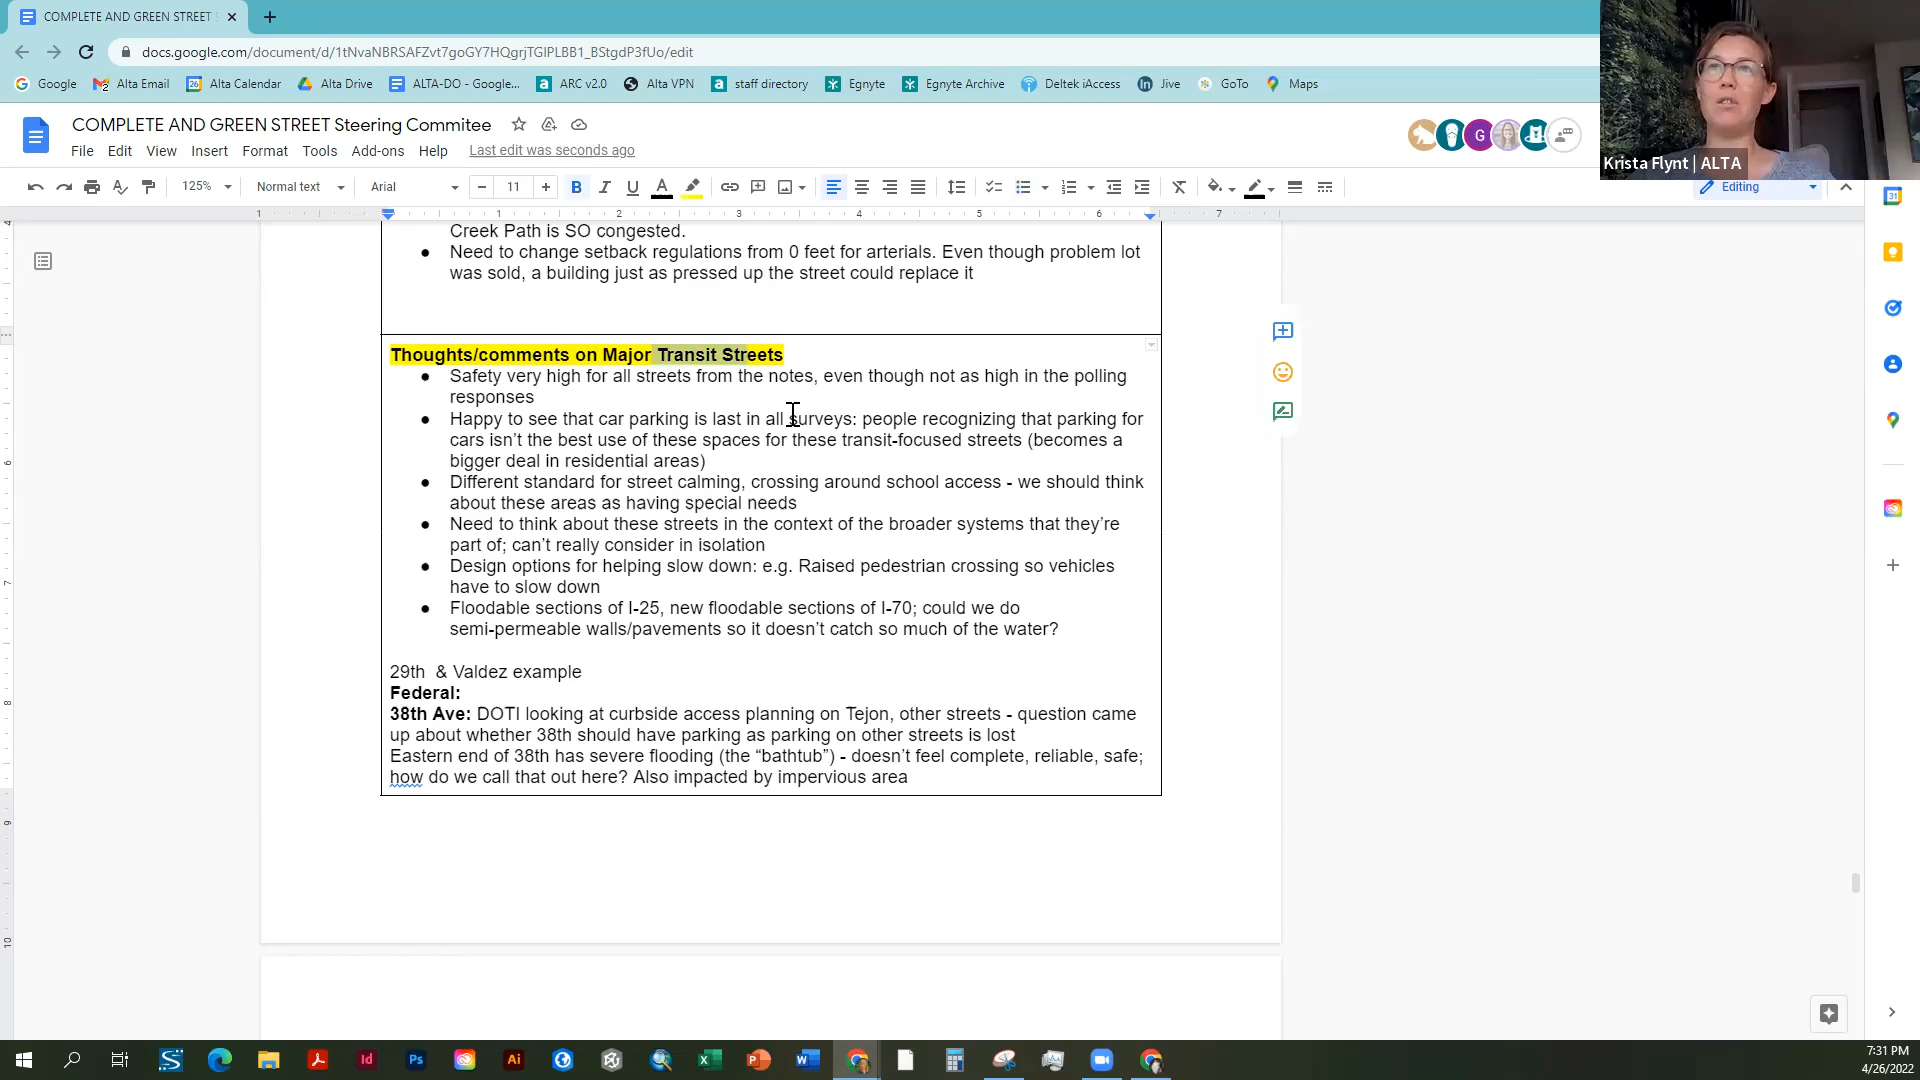 COMPLETE AND GREEN STREET S
docs.google.com/document/d/1tNvaNBRSAFZvt7goGY7HQgrjTGIPLBB1_BStgdP3fUo/edit
Google Alta Email Alta Calendar Alta Drive ALTA-DO - Google... ARC v2.0 Alta VPN staff directory Egnyte Egnyte Archive Deltek iAccess Jive GoTo Maps
COMPLETE AND GREEN STREET Steering Commitee
Krista Flynt | ALTA
File Edit View Insert Format Tools Add-ons Help Last edit was seconds ago
125% Normal text Arial 11 Editing
1 1 2 3 4 5 6 7
Creek Path is SO congested.
● Need to change setback regulations from 0 feet for arterials. Even though problem lot
was sold, a building just as pressed up the street could replace it
Thoughts/comments on Major Transit Streets
● Safety very high for all streets from the notes, even though not as high in the polling
responses
● Happy to see that car parking is last in all surveys: people recognizing that parking for
cars isn't the best use of these spaces for these transit-focused streets (becomes a
bigger deal in residential areas)
● Different standard for street calming, crossing around school access - we should think
about these areas as having special needs
● Need to think about these streets in the context of the broader systems that they're
part of; can't really consider in isolation
● Design options for helping slow down: e.g. Raised pedestrian crossing so vehicles
have to slow down
● Floodable sections of I-25, new floodable sections of I-70; could we do
semi-permeable walls/pavements so it doesn't catch so much of the water?
29th & Valdez example
Federal:
38th Ave: DOTI looking at curbside access planning on Tejon, other streets - question came
up about whether 38th should have parking as parking on other streets is lost
Eastern end of 38th has severe flooding (the “bathtub”) - doesn't feel complete, reliable, safe;
how do we call that out here? Also impacted by impervious area
7:31 PM
4/26/2022